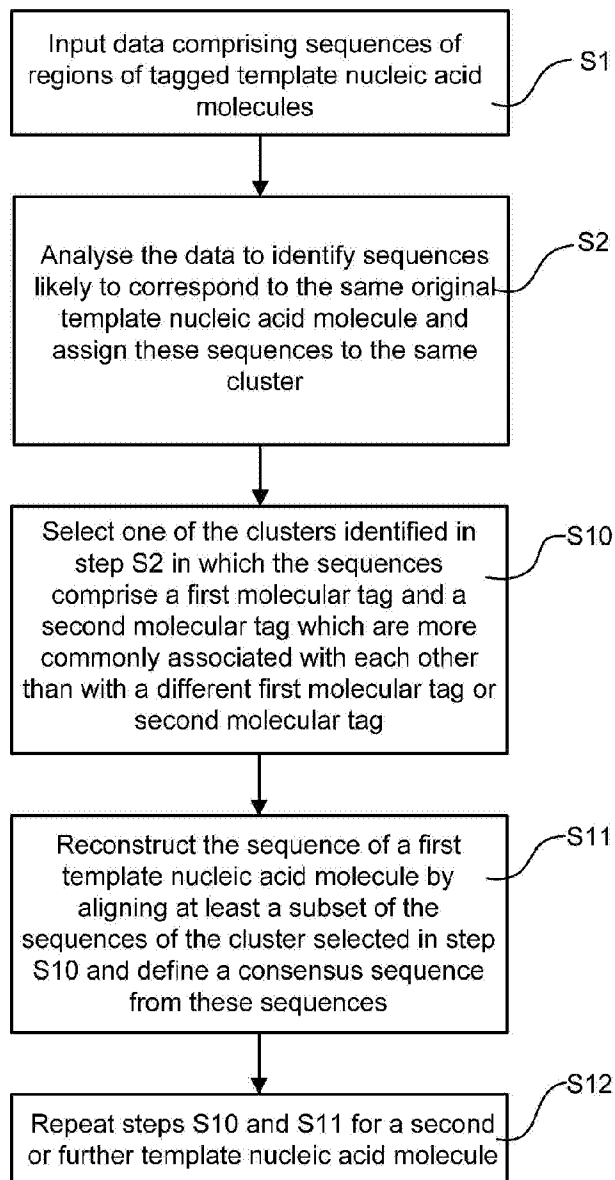 Input data comprising sequences of
regions of tagged template nucleic acid
molecules
S1
Analyse the data to identify sequences
likely to correspond to the same original
template nucleic acid molecule and
assign these sequences to the same
cluster
S2
Select one of the clusters identified in
step S2 in which the sequences
comprise a first molecular tag and a
second molecular tag which are more
commonly associated with each other
than with a different first molecular tag or
second molecular tag
S10
Reconstruct the sequence of a first
template nucleic acid molecule by
aligning at least a subset of the
sequences of the cluster selected in step
S10 and define a consensus sequence
from these sequences
S11
Repeat steps S10 and S11 for a second
or further template nucleic acid molecule
S12